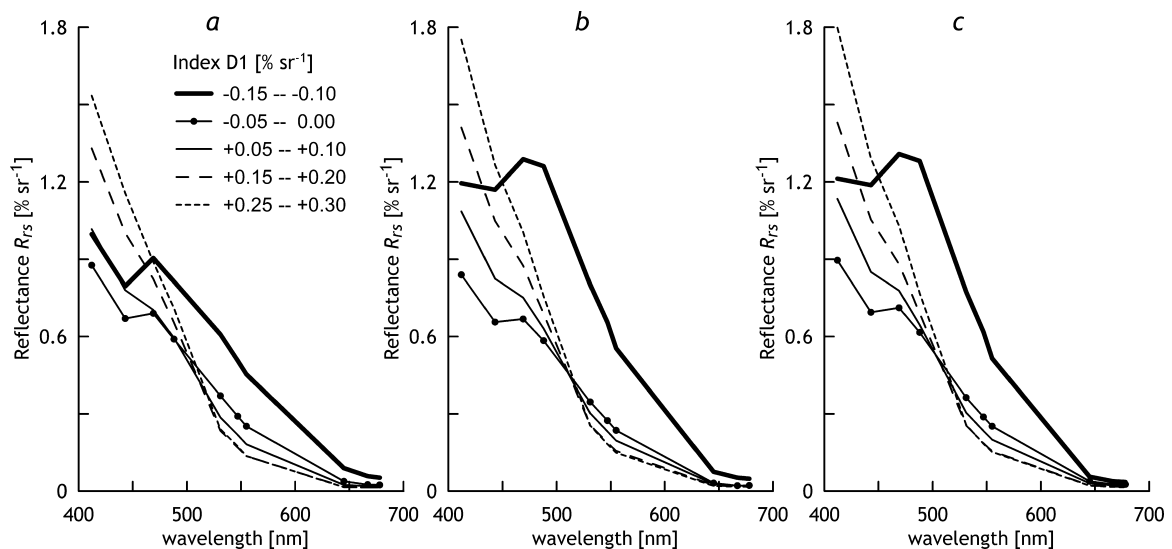 a
b
c
Index D1 [% sr-1]
-0.15 -- -0.10
-0.05 -- 0.00
+0.05 -- +0.10
+0.15 -- +0.20
+0.25 -- +0.30
Reflectance Rrs [% sr-1]
1.8
1.2
0.6
0
400
500
600
700
wavelength [nm]
Reflectance Rrs [% sr-1]
1.8
1.2
0.6
0
400
500
600
700
wavelength [nm]
Reflectance Rrs [% sr-1]
1.8
1.2
0.6
0
400
500
600
700
wavelength [nm]